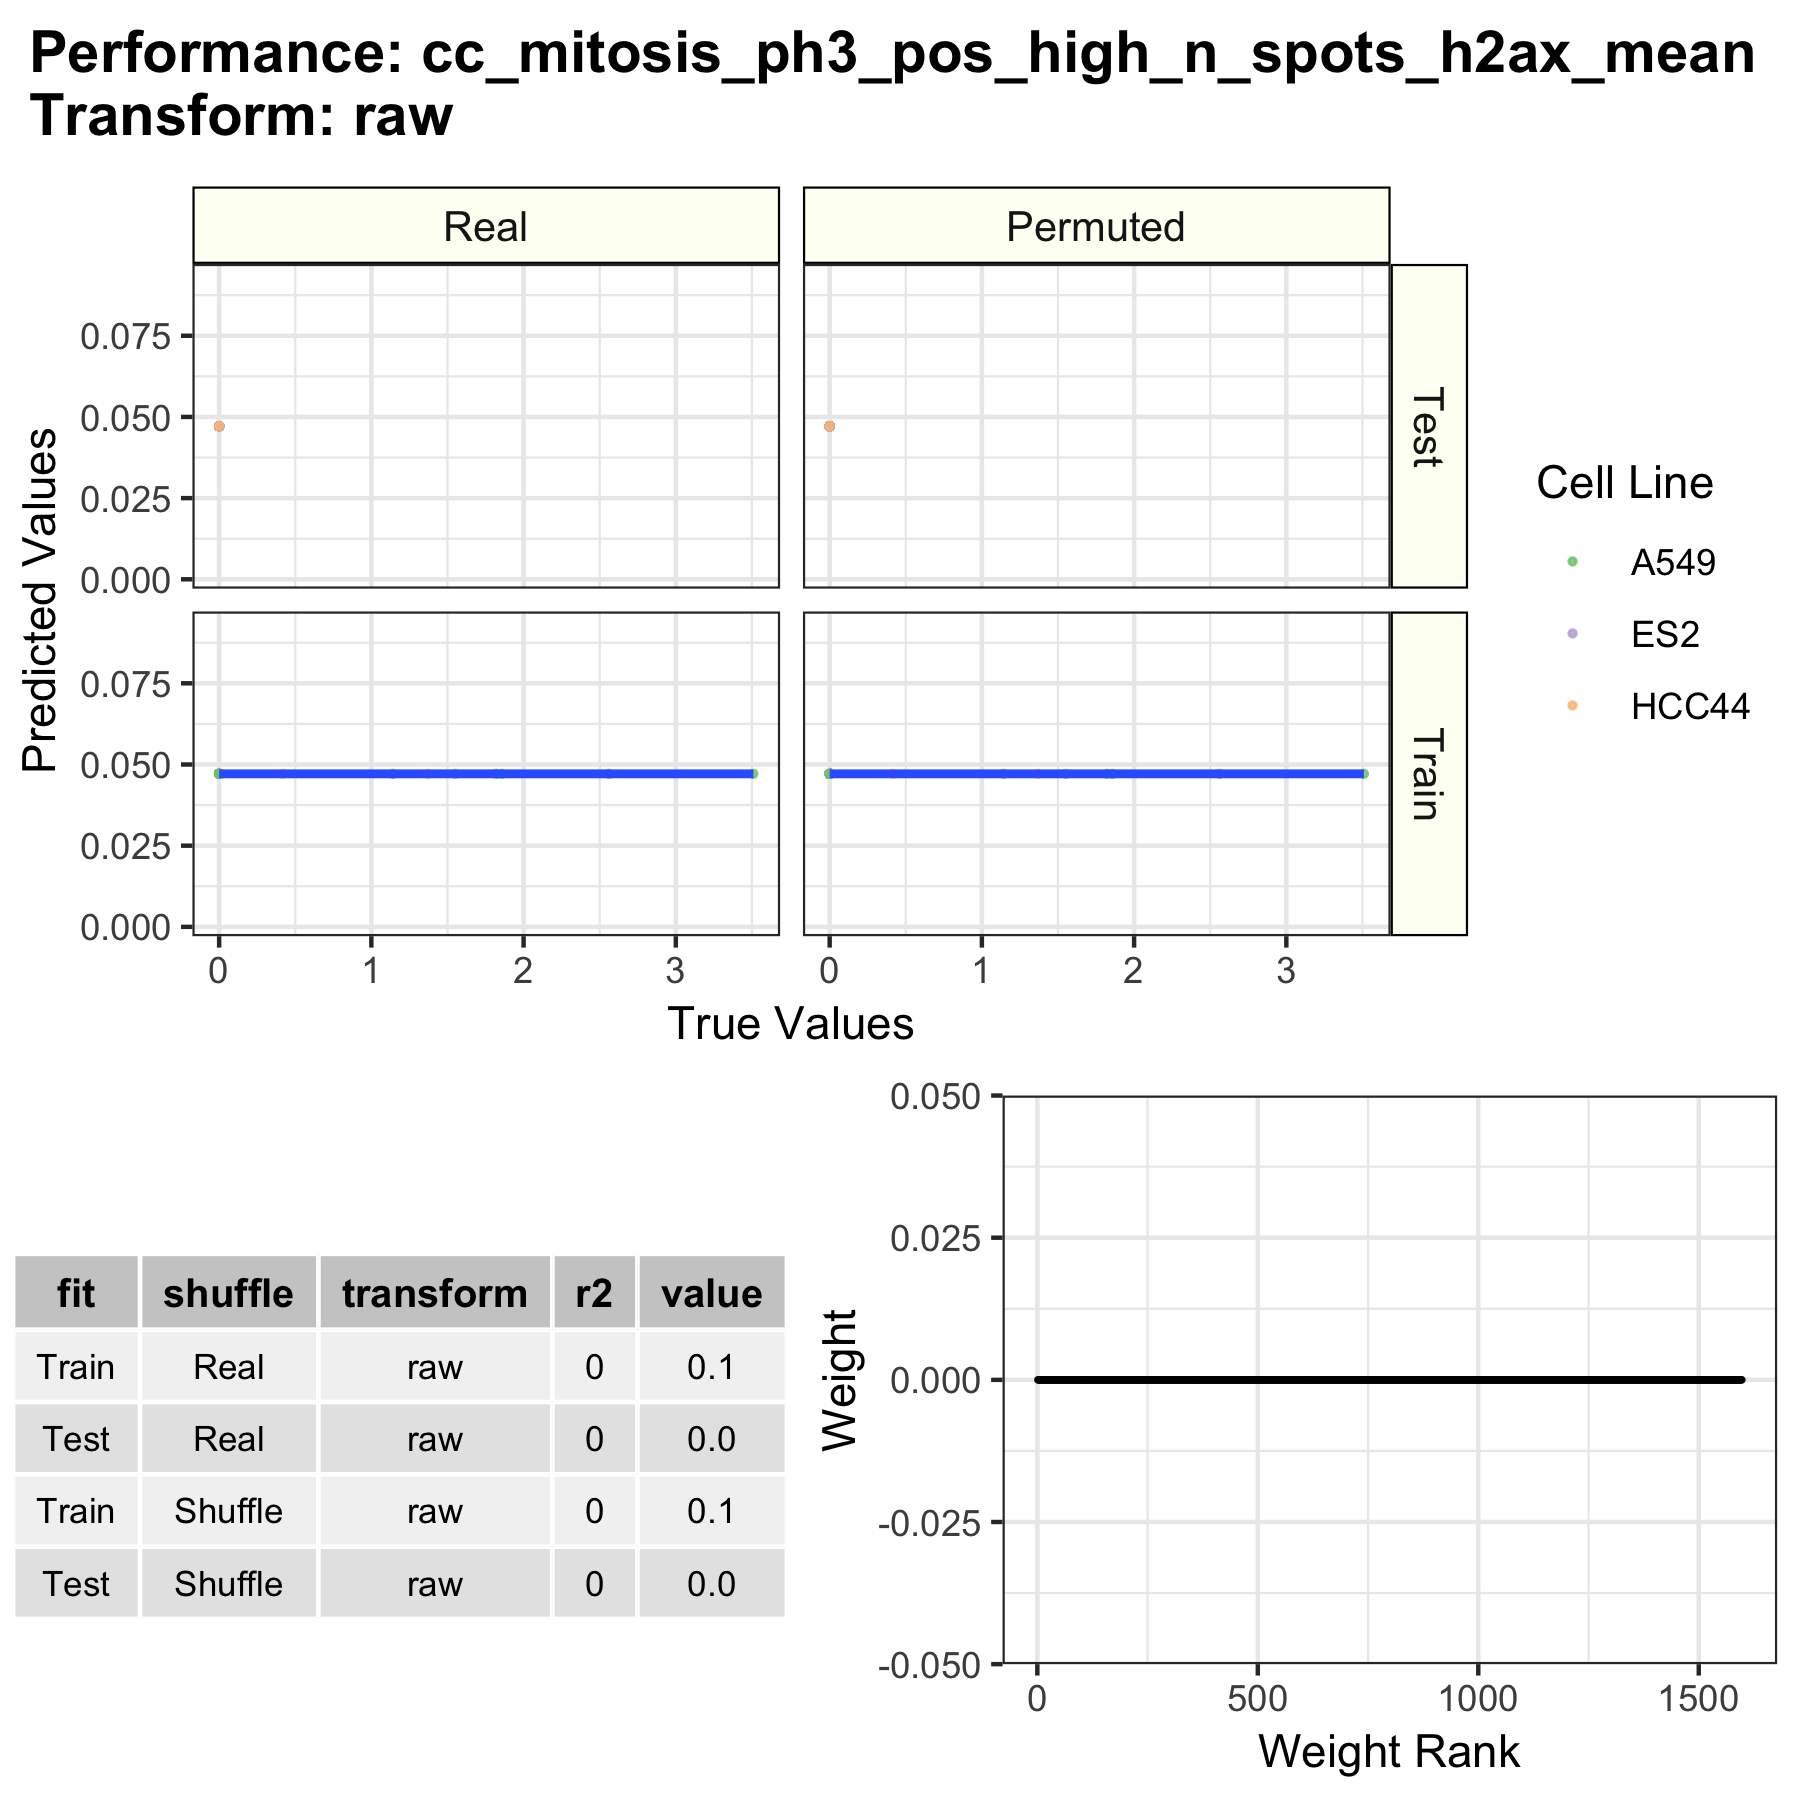 Performance: cc_mitosis_ph3_pos_high_n_spots_h2ax_mean
Transform: raw
Real
Permuted
Predicted Values
0.075
0.050
0.025
0.000
Test
0.075
0.050
0.025
0.000
Train
0 1 2 3
0 1 2 3
True Values
Cell Line
A549
ES2
HCC44
fit shuffle transform r2 value
Train Real raw 0 0.1
Test Real raw 0 0.0
Train Shuffle raw 0 0.1
Test Shuffle raw 0 0.0
Weight
0.050
0.025
0.000
-0.025
-0.050
0 500 1000 1500
Weight Rank